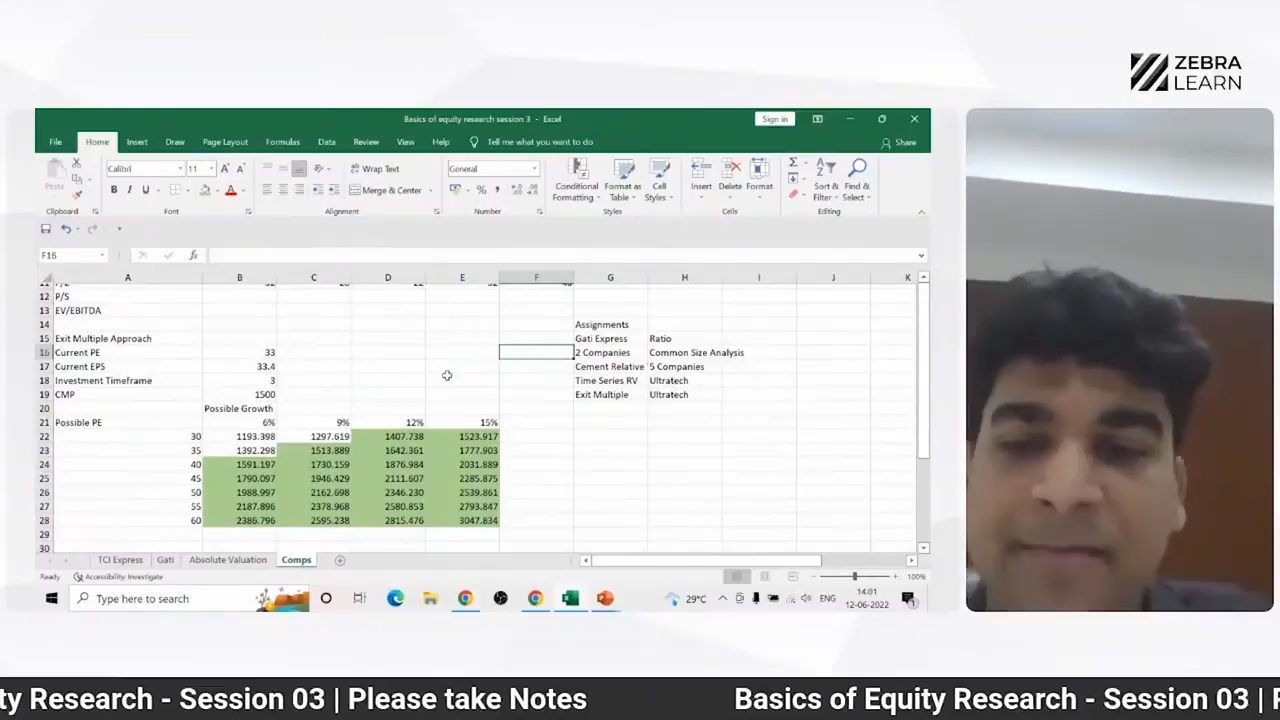 ZEBRA
LEARN
Basics of equity research session 3 - Excel
Sign in
File Home Insert Draw Page Layout Formulas Data Review View Help Tell me what you want to do Share
Paste Calibri 11 Wrap Text General Conditional Formatting Format as Table Cell Styles Insert Delete Format Sort & Filter Find & Select
B I U Merge & Center
Clipboard Font Alignment Number Styles Cells Editing
F16 fx
A B C D E F G H I J K
12 P/S
13 EV/EBITDA
14 Assignments
15 Exit Multiple Approach Gati Express Ratio
16 Current PE 33 2 Companies Common Size Analysis
17 Current EPS 33.4 Cement Relative 5 Companies
18 Investment Timeframe 3 Time Series RV Ultratech
19 CMP 1500 Exit Multiple Ultratech
20 Possible Growth
21 Possible PE 6% 9% 12% 15%
22 30 1193.398 1297.619 1407.738 1523.917
23 35 1392.298 1513.889 1642.361 1777.903
24 40 1591.197 1730.159 1876.984 2031.889
25 45 1790.097 1946.429 2111.607 2285.875
26 50 1988.997 2162.698 2346.230 2539.861
27 55 2187.896 2378.968 2580.853 2793.847
28 60 2386.796 2595.238 2815.476 3047.834
29
30
TCI Express Gati Absolute Valuation Comps
Ready Accessibility: Investigate 100%
Type here to search 29°C ENG 14:01
12-06-2022
ty Research - Session 03 | Please take Notes Basics of Equity Research - Session 03 |